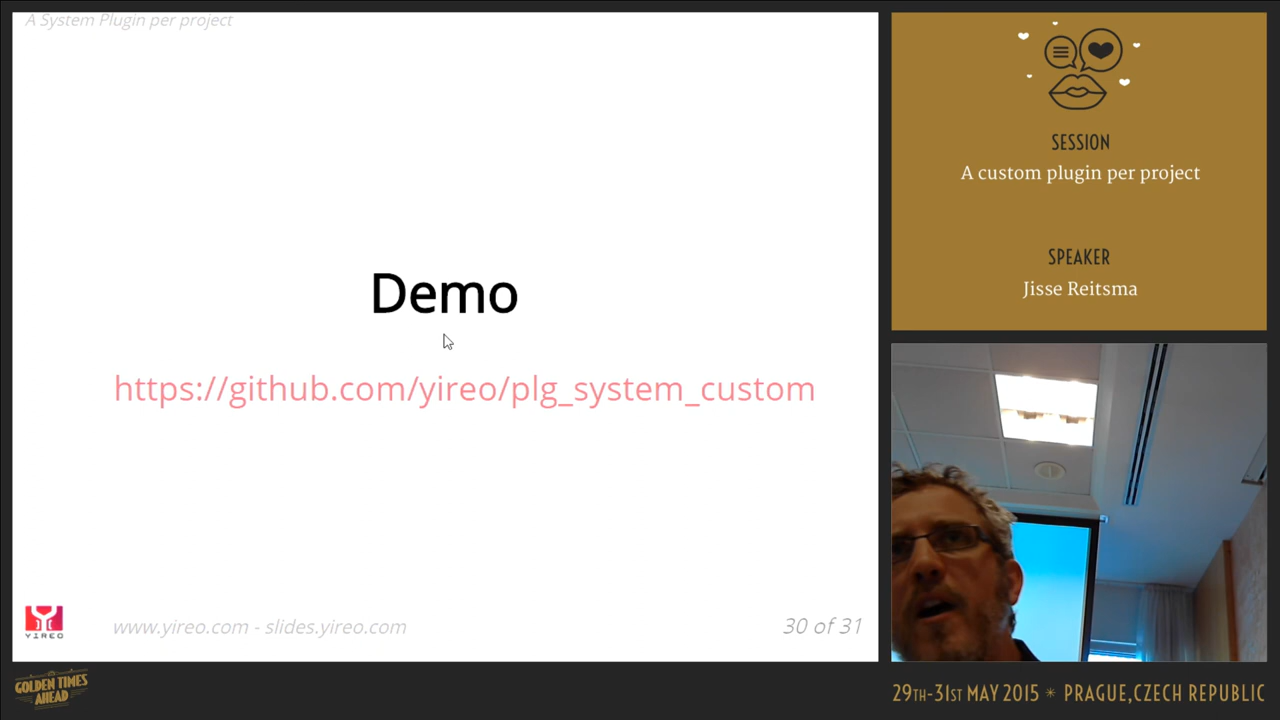 A System Plugin per project
Demo
https://github.com/yireo/plg_system_custom
YIREO
www.yireo.com - slides.yireo.com
30 of 31
SESSION
A custom plugin per project
SPEAKER
Jisse Reitsma
GOLDEN TIMES
AHEAD
29TH-31ST MAY 2015 * PRAGUE,CZECH REPUBLIC